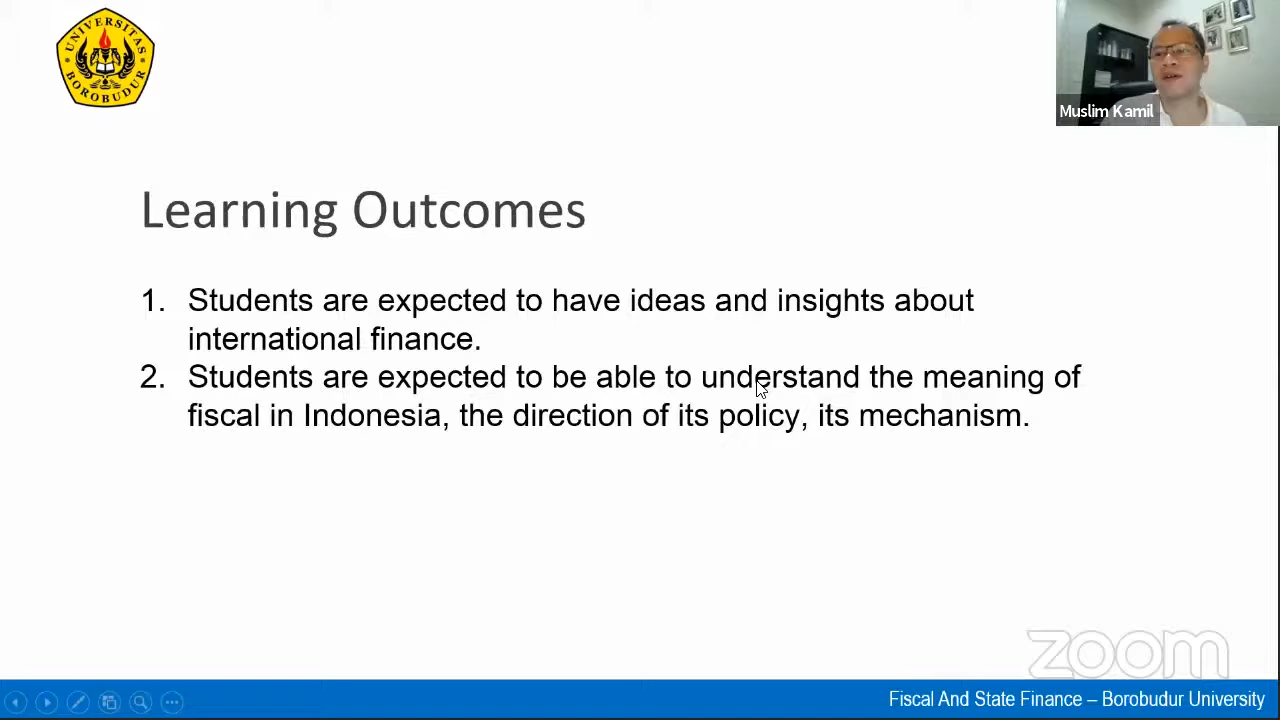 UNIVERSITAS
BOROBUDUR
Muslim Kamil
Learning Outcomes
1. Students are expected to have ideas and insights about
international finance.
2. Students are expected to be able to understand the meaning of
fiscal in Indonesia, the direction of its policy, its mechanism.
zoom
Fiscal And State Finance – Borobudur University